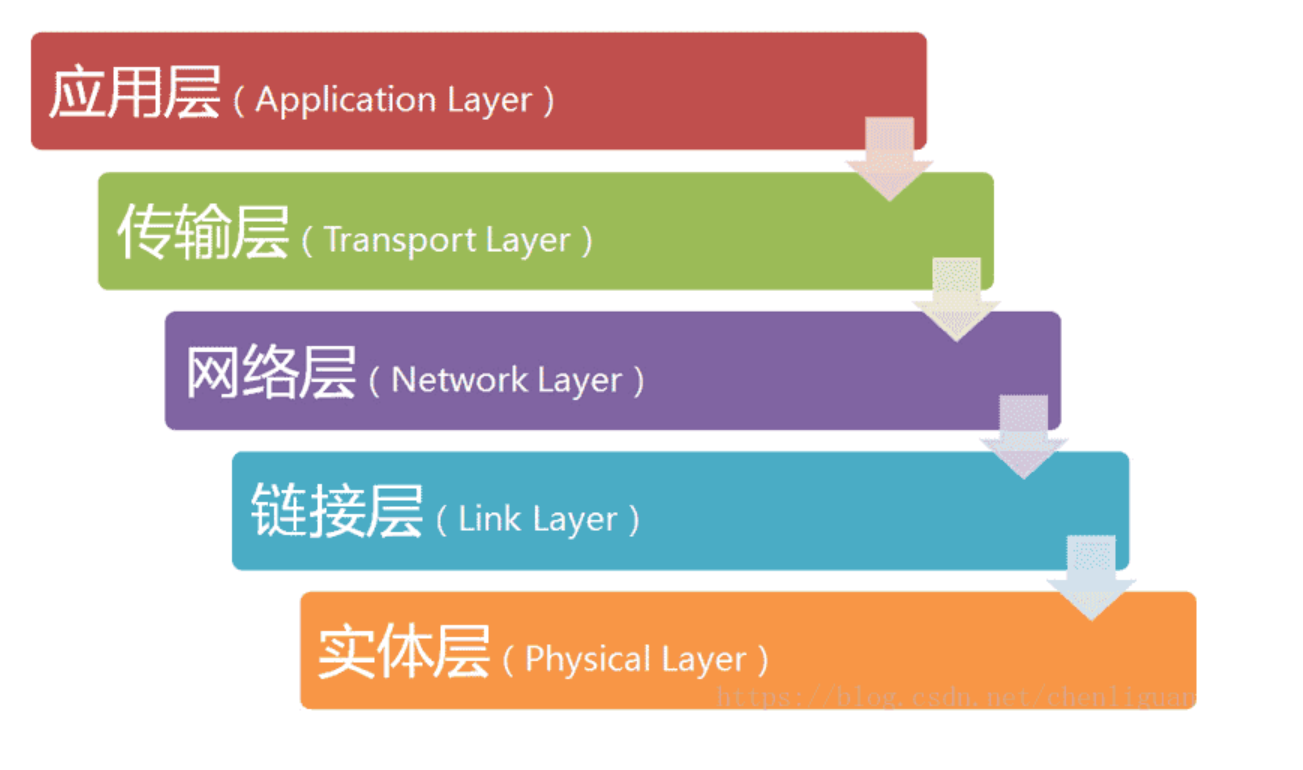 应用层（Application Layer）
传输层（Transport Layer）
网络层（Network Layer）
链接层（Link Layer）
实体层（Physical Layer）
https://blog.csdn.net/chenliguan